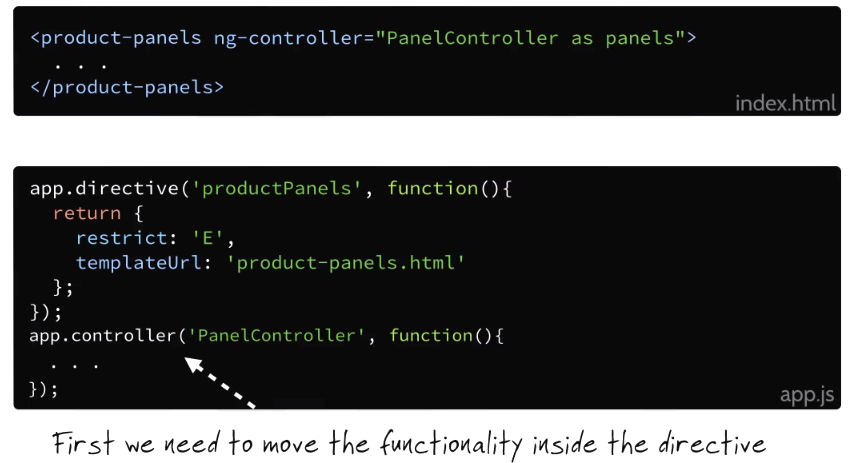 <product-panels ng-controller="PanelController as panels">
. . .
</product-panels>
index.html
app.directive('productPanels', function(){
return {
restrict: 'E',
templateUrl: 'product-panels.html'
};
});
app.controller('PanelController', function(){
. . .
});
app.js
First we need to move the functionality inside the directive